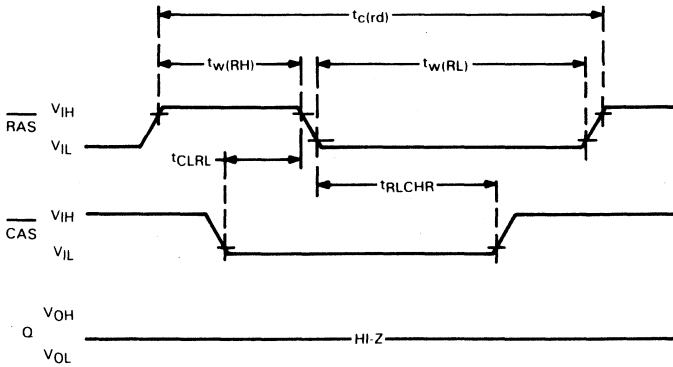 tc(rd)
tw(RH)
tw(RL)
RAS
VIH
VIL
tCLRL
tRLCHR
CAS
VIH
VIL
Q
VOH
HI-Z
VOL